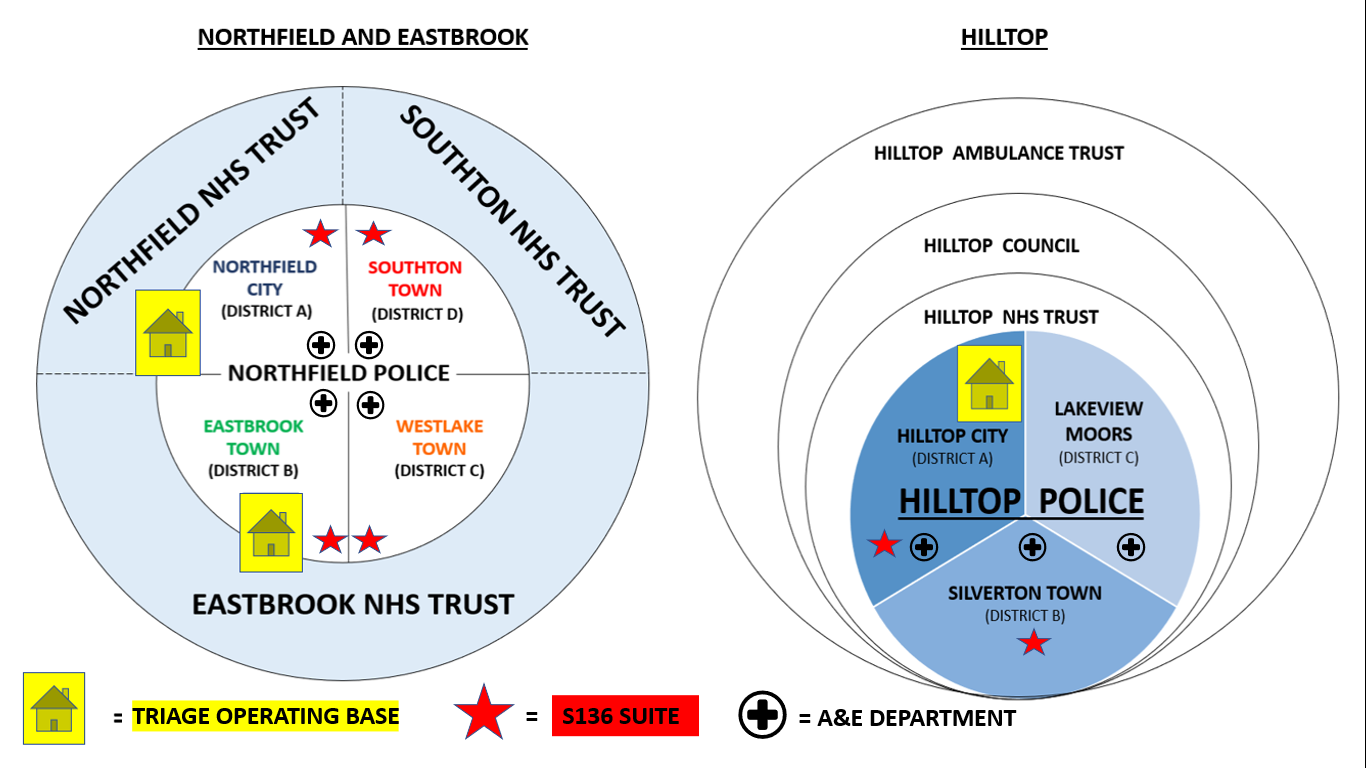 NORTHFIELD AND EASTBROOK
NORTHFIELD NHS TRUST
SOUTHTON NHS TRUST
NORTHFIELD
CITY
(DISTRICT A)
SOUTHTON
TOWN
(DISTRICT D)
NORTHFIELD POLICE
EASTBROOK
TOWN
(DISTRICT B)
WESTLAKE
TOWN
(DISTRICT C)
EASTBROOK NHS TRUST
HILLTOP
HILLTOP AMBULANCE TRUST
HILLTOP COUNCIL
HILLTOP NHS TRUST
HILLTOP CITY
(DISTRICT A)
LAKEVIEW
MOORS
(DISTRICT C)
HILLTOP POLICE
SILVERTON TOWN
(DISTRICT B)
= TRIAGE OPERATING BASE
= S136 SUITE
= A&E DEPARTMENT